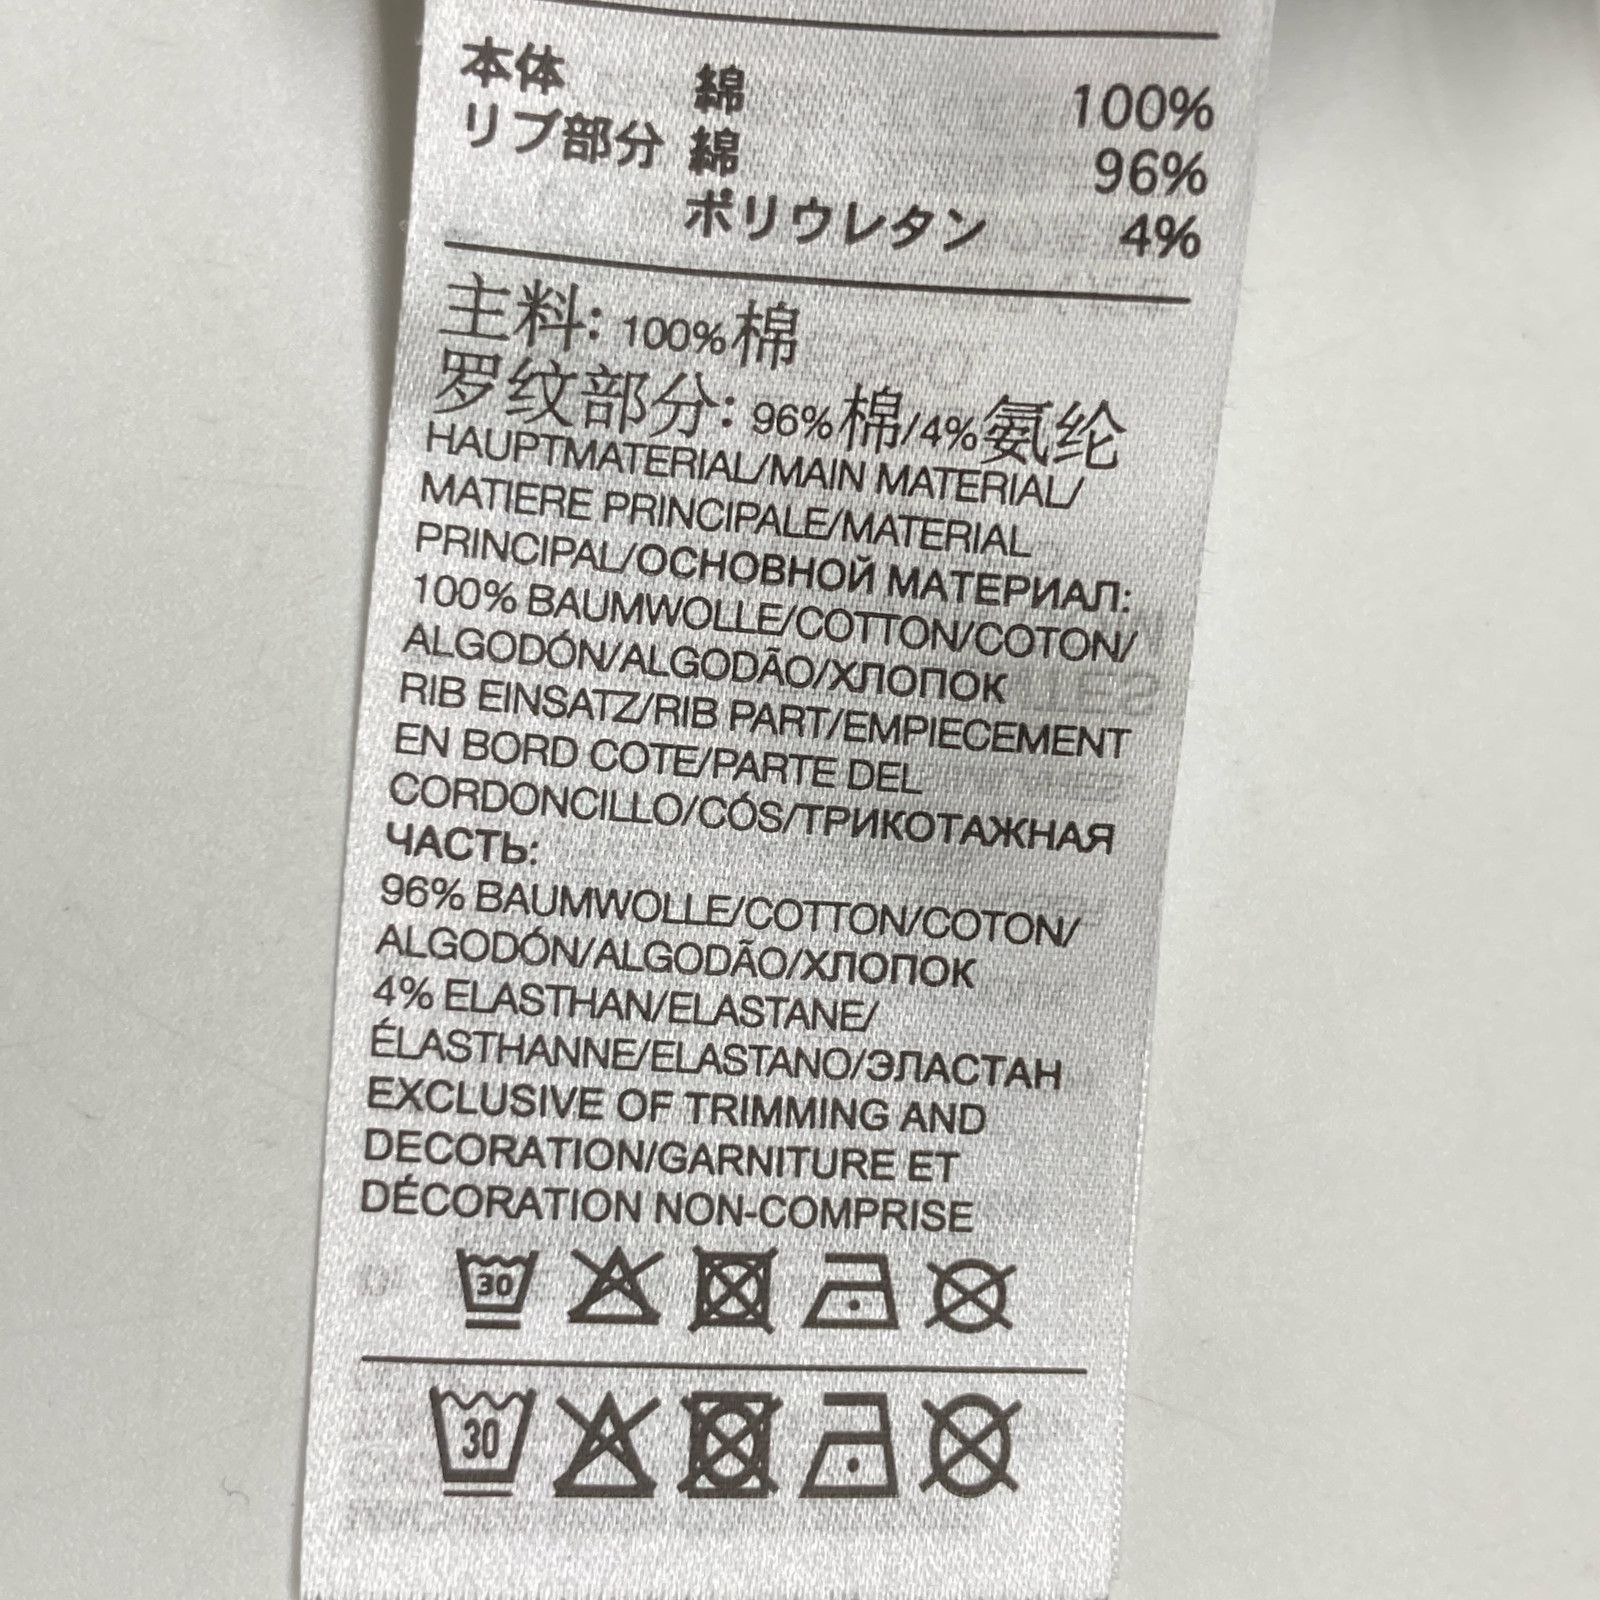 本体 綿 100%
リブ部分 綿 96%
ポリウレタン 4%
主料: 100%棉
罗纹部分: 96%棉/4%氨纶
HAUPTMATERIAL/MAIN MATERIAL/
MATIERE PRINCIPALE/MATERIAL
PRINCIPAL/ОСНОВНОЙ МАТЕРИАЛ:
100% BAUMWOLLE/COTTON/COTON/
ALGODÓN/ALGODÃO/ХЛОПОК
RIB EINSATZ/RIB PART/EMPIECEMENT
EN BORD COTE/PARTE DEL
CORDONCILLO/CÓS/ТРИКОТАЖНАЯ
ЧАСТЬ:
96% BAUMWOLLE/COTTON/COTON/
ALGODÓN/ALGODÃO/ХЛОПОК
4% ELASTHAN/ELASTANE/
ÉLASTHANNE/ELASTANO/ЭЛАСТАН
EXCLUSIVE OF TRIMMING AND
DECORATION/GARNITURE ET
DÉCORATION NON-COMPRISE
30
30